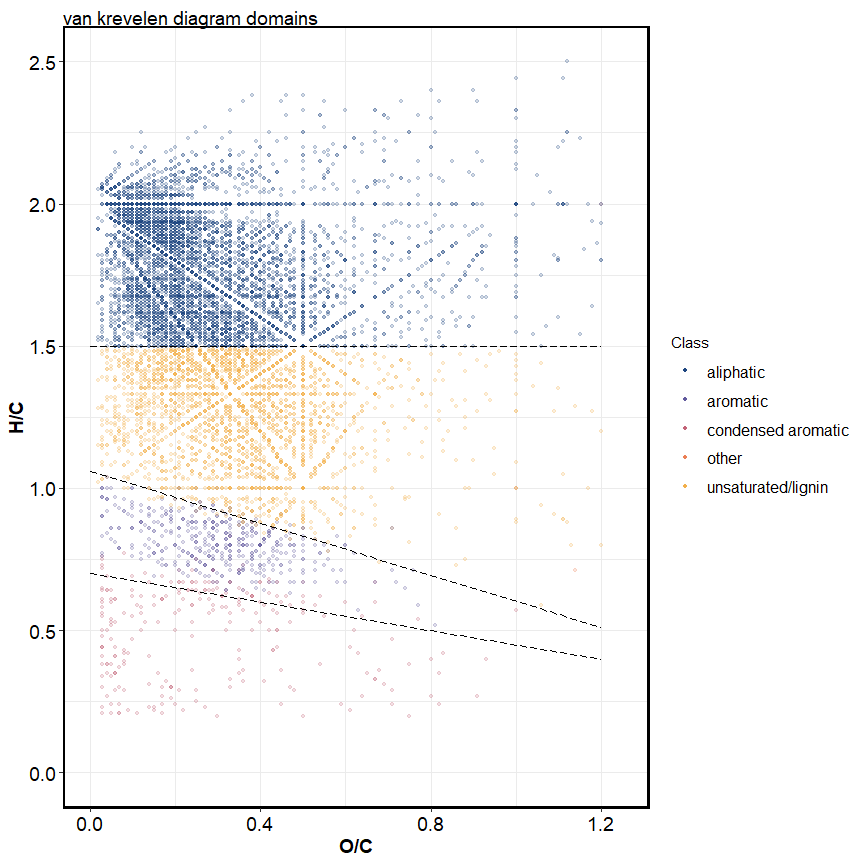 van krevelen diagram domains
2.5
2.0
1.5
1.0
0.5
0.0
H/C
0.0 0.4 0.8 1.2
O/C
Class
aliphatic
aromatic
condensed aromatic
other
unsaturated/lignin